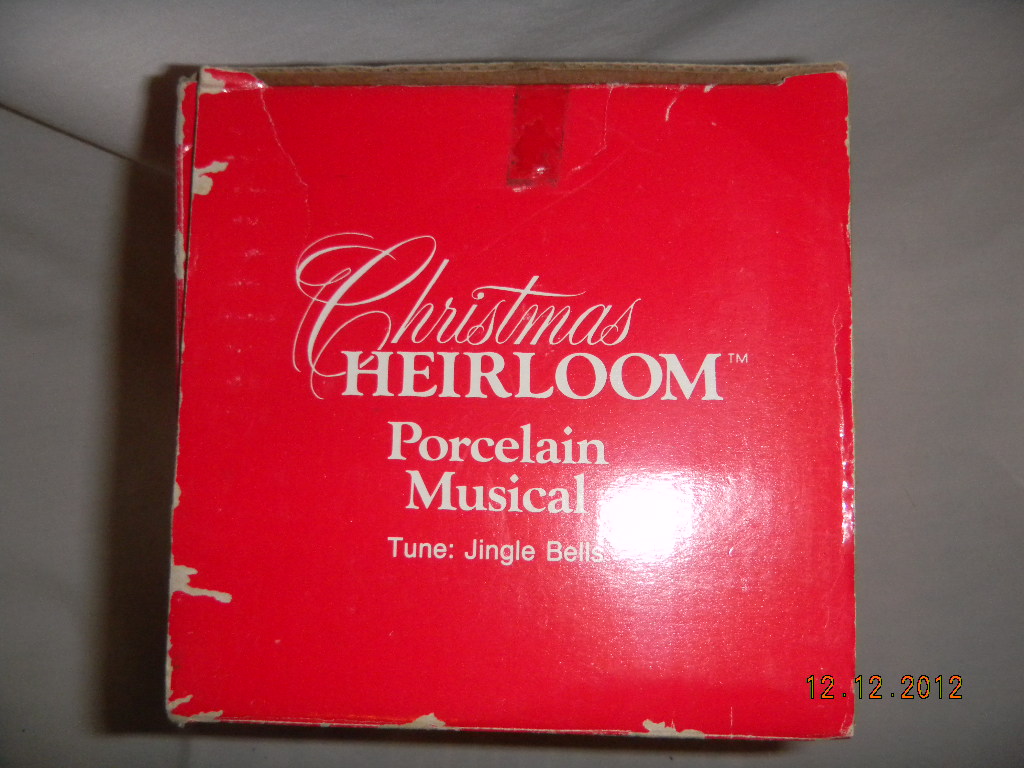 Christmas
HEIRLOOM™
Porcelain
Musical
Tune: Jingle Bells
12.12.2012